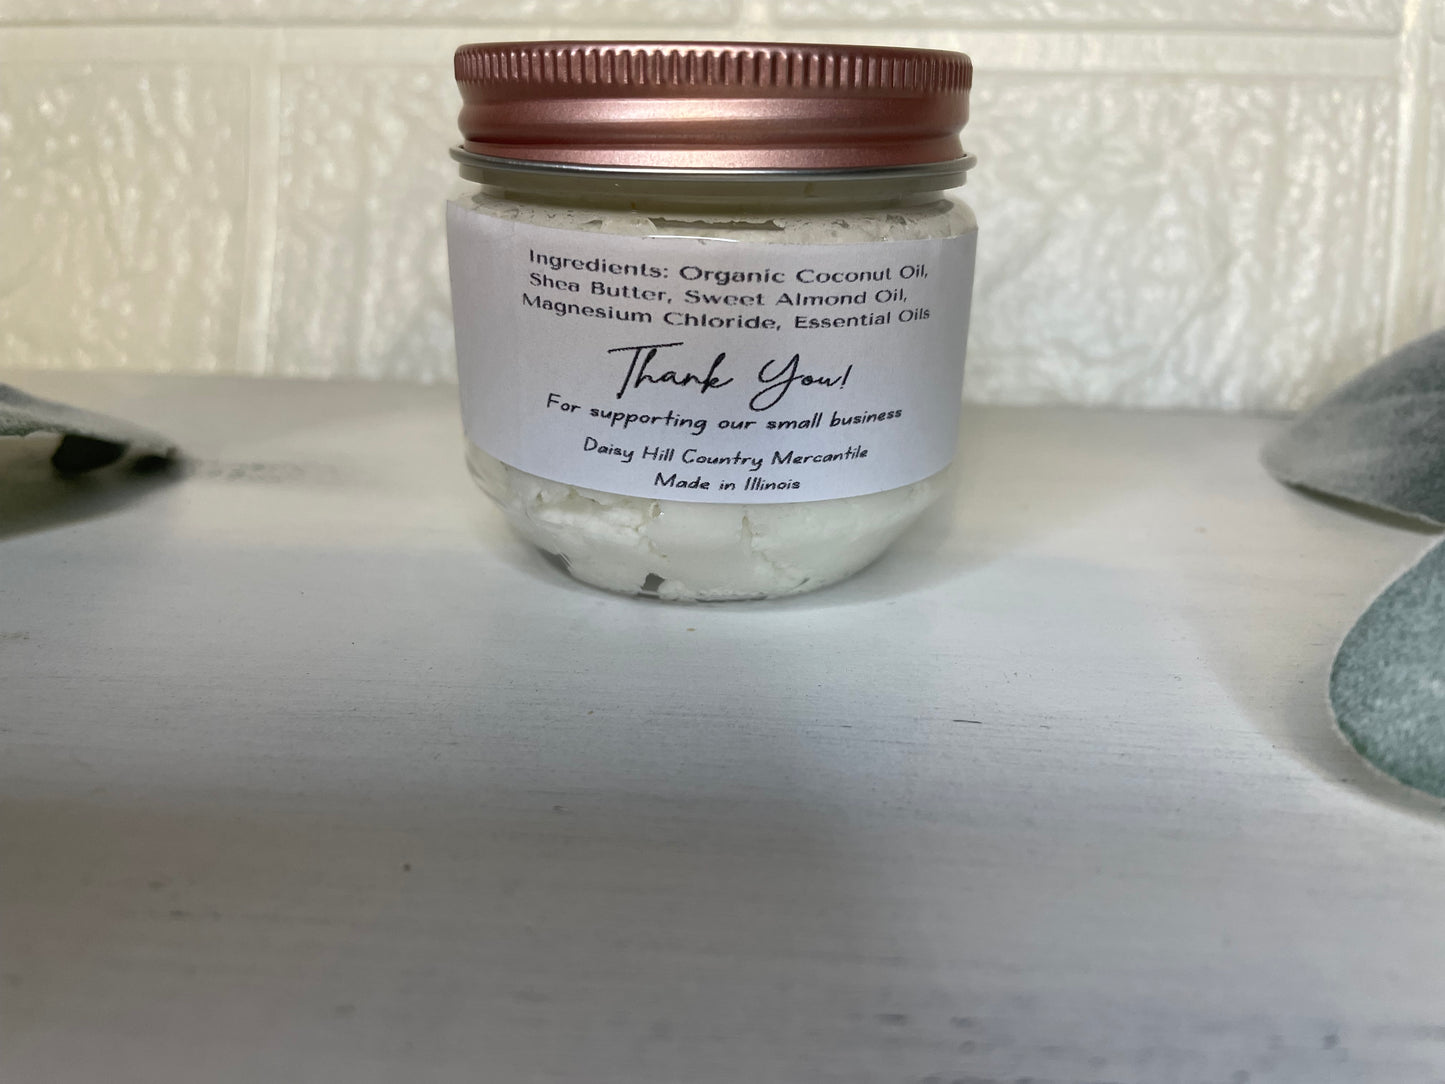 Ingredients: Organic Coconut Oil,
Shea Butter, Sweet Almond Oil,
Magnesium Chloride, Essential Oils
Thank You!
For supporting our small business
Daisy Hill Country Mercantile
Made in Illinois